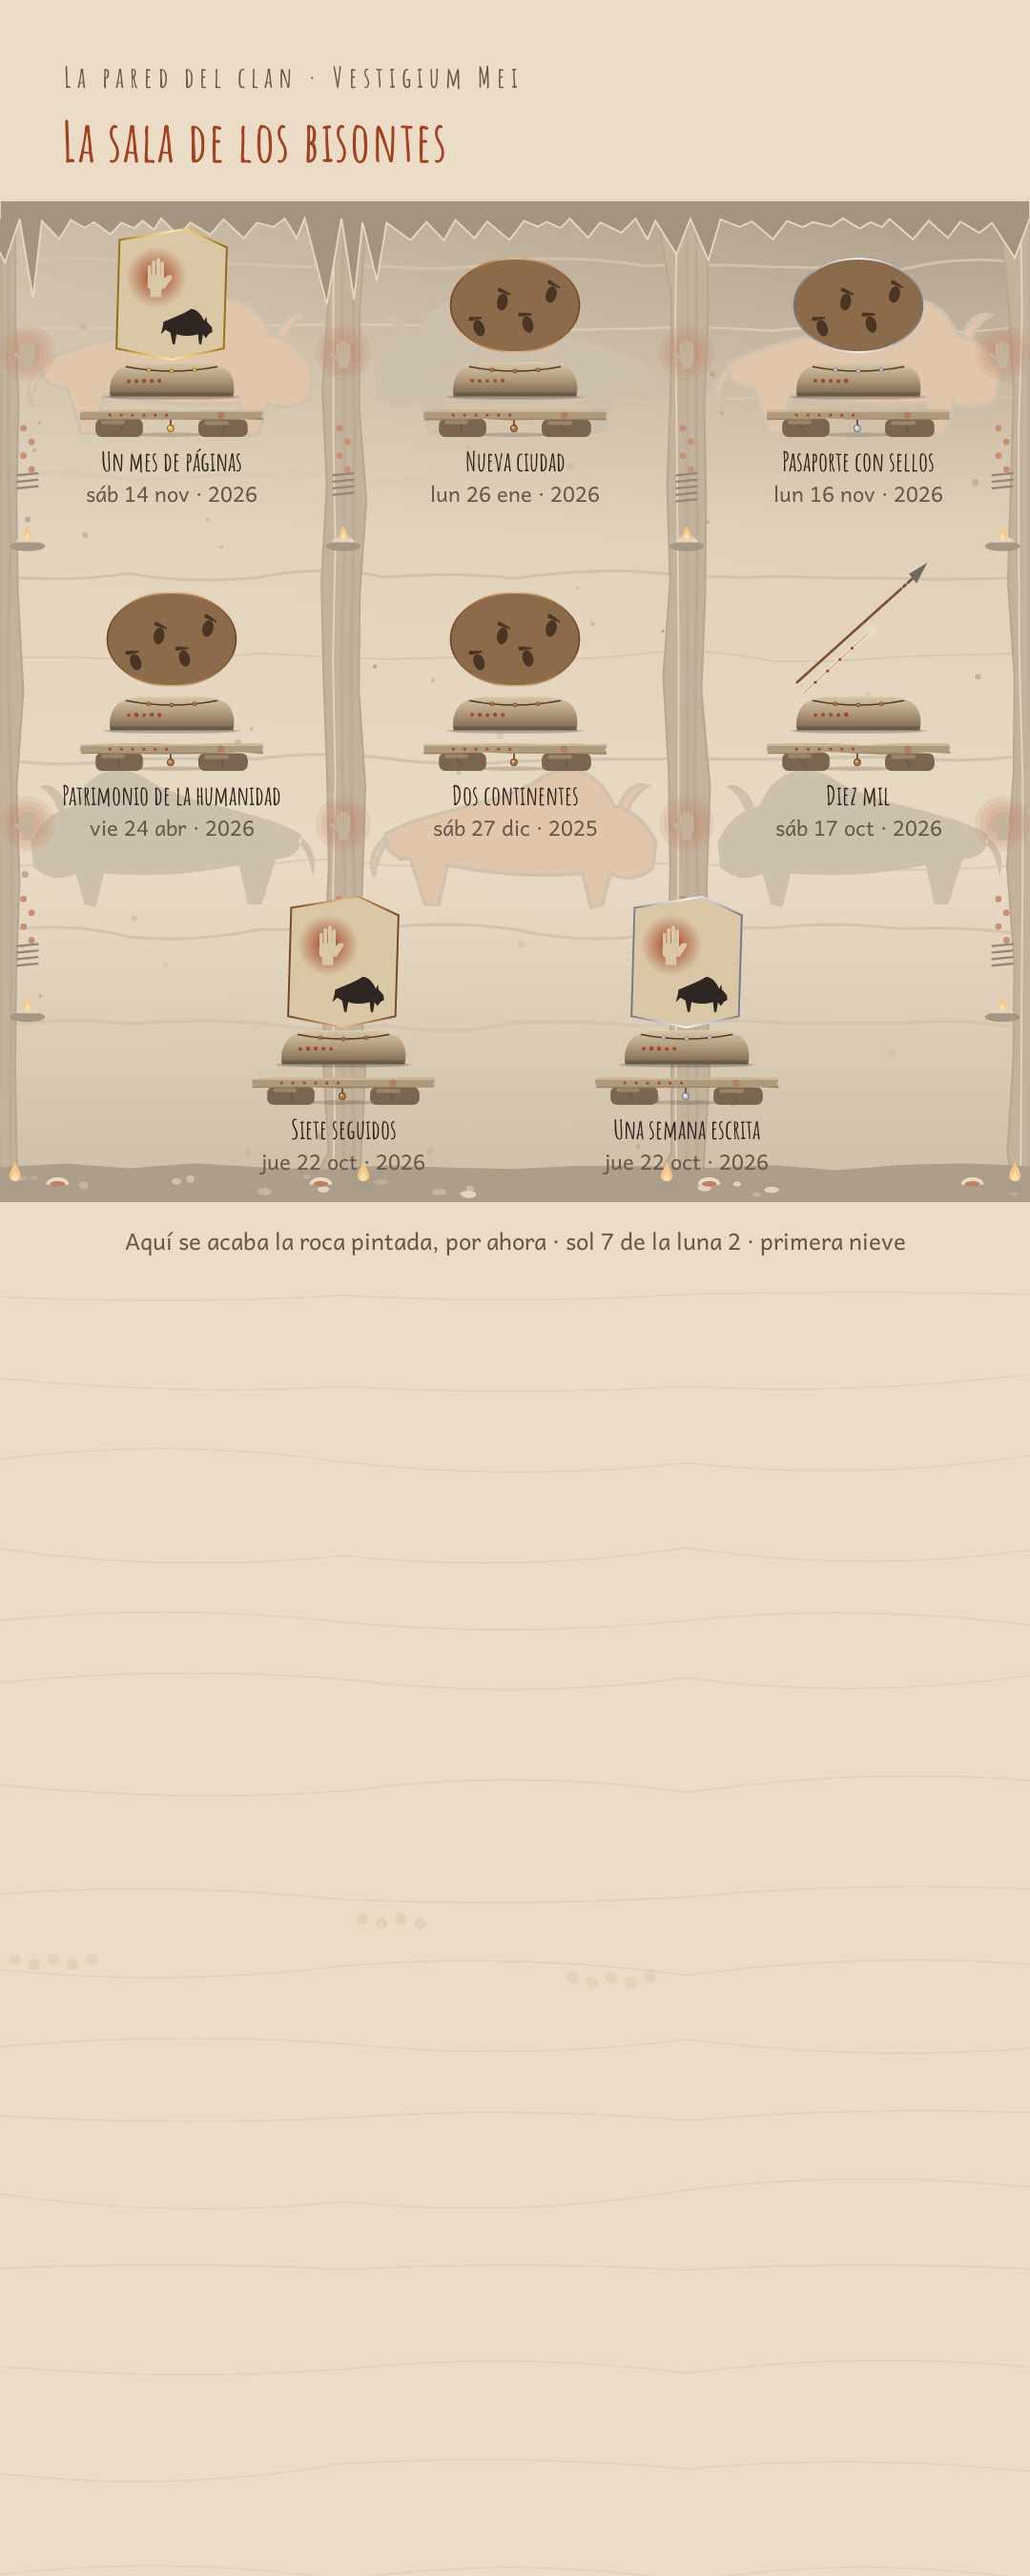 La pared del clan · Vestigium Mei
La sala de los bisontes
Un mes de páginas
sáb 14 nov · 2026
Nueva ciudad
lun 26 ene · 2026
Pasaporte con sellos
lun 16 nov · 2026
Patrimonio de la humanidad
vie 24 abr · 2026
Dos continentes
sáb 27 dic · 2025
Diez mil
sáb 17 oct · 2026
Siete seguidos
jue 22 oct · 2026
Una semana escrita
jue 22 oct · 2026
Aquí se acaba la roca pintada, por ahora · sol 7 de la luna 2 · primera nieve